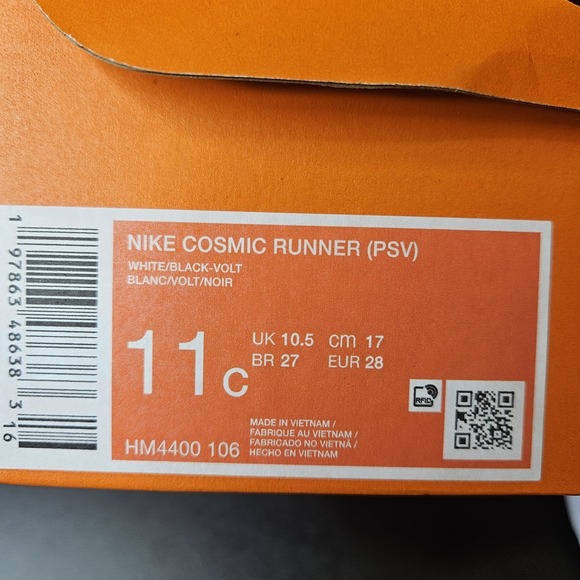 NIKE COSMIC RUNNER (PSV)
WHITE/BLACK-VOLT
BLANC/VOLT/NOIR
11C
UK 10.5 CM 17
BR 27 EUR 28
RFID
MADE IN VIETNAM /
FABRIQUE AU VIETNAM /
FABRICADO NO VIETNÃ /
HECHO EN VIETNAM
HM4400 106
1 97863 48638 3 16